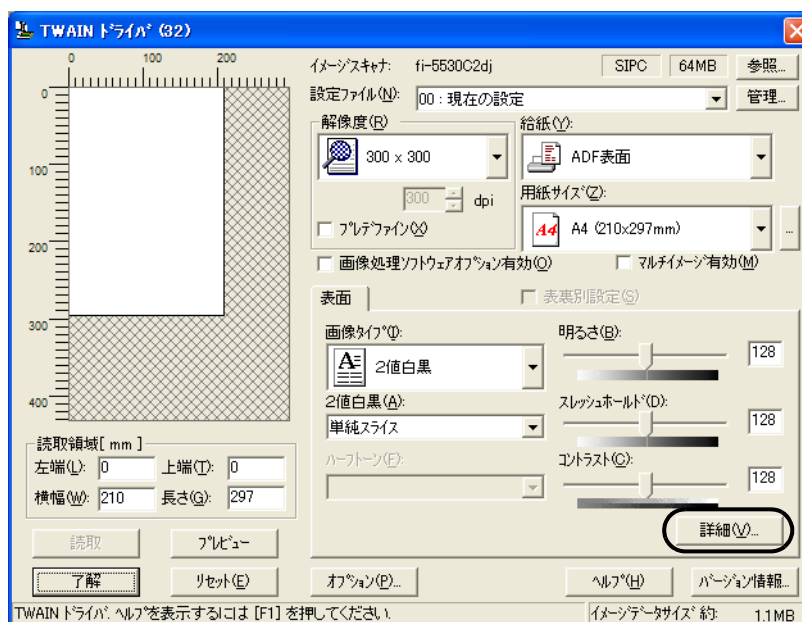 TWAIN ﾄﾞﾗｲﾊﾞ (32)
0 100 200
0
100
200
300
400
ｲﾒｰｼﾞｽｷｬﾅ: fi-5530C2dj SIPC 64MB 参照...
設定ﾌｧｲﾙ(N): 00 : 現在の設定 管理...
解像度(R)
300 x 300
300 dpi
ﾌﾟﾚﾃﾞﾌｧｲﾝ(X)
給紙(Y):
ADF表面
用紙ｻｲｽﾞ(Z):
A4 A4 (210x297mm) ...
画像処理ｿﾌﾄｳｪｱｵﾌﾟｼｮﾝ有効(O) ﾏﾙﾁｲﾒｰｼﾞ有効(M)
表面 表裏別設定(S)
画像ﾀｲﾌﾟ(I):
A 2値白黒
2値白黒(A):
単純スライス
ﾊｰﾌﾄｰﾝ(F):
明るさ(B):
128
ｽﾚｯｼｭﾎｰﾙﾄﾞ(D):
128
ｺﾝﾄﾗｽﾄ(C):
128
詳細(V)...
読取領域[ mm ]
左端(L): 0 上端(T): 0
横幅(W): 210 長さ(G): 297
読取 ﾌﾟﾚﾋﾞｭｰ
了解 ﾘｾｯﾄ(E) ｵﾌﾟｼｮﾝ(P)... ﾍﾙﾌﾟ(H) ﾊﾞｰｼﾞｮﾝ情報...
TWAIN ﾄﾞﾗｲﾊﾞ. ﾍﾙﾌﾟを表示するには [F1] を押してください. ｲﾒｰｼﾞﾃﾞｰﾀｻｲｽﾞ 約: 1.1MB